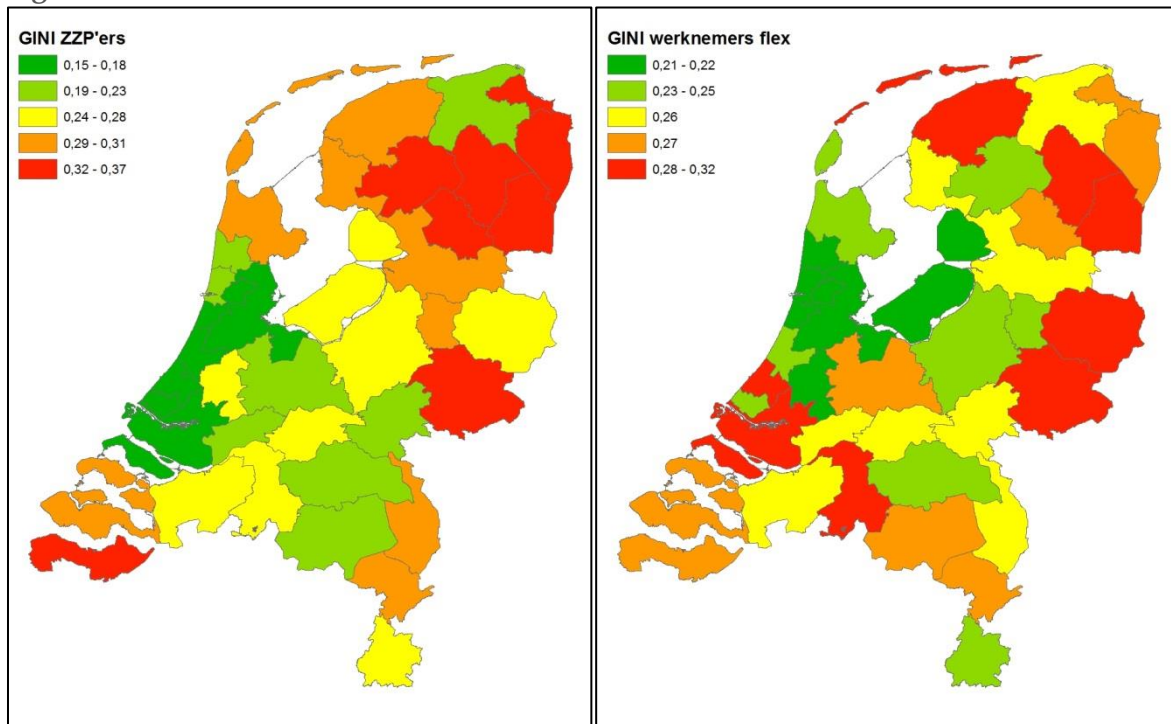 GINI ZZP'ers
0,15 - 0,18
0,19 - 0,23
0,24 - 0,28
0,29 - 0,31
0,32 - 0,37
GINI werknemers flex
0,21 - 0,22
0,23 - 0,25
0,26
0,27
0,28 - 0,32